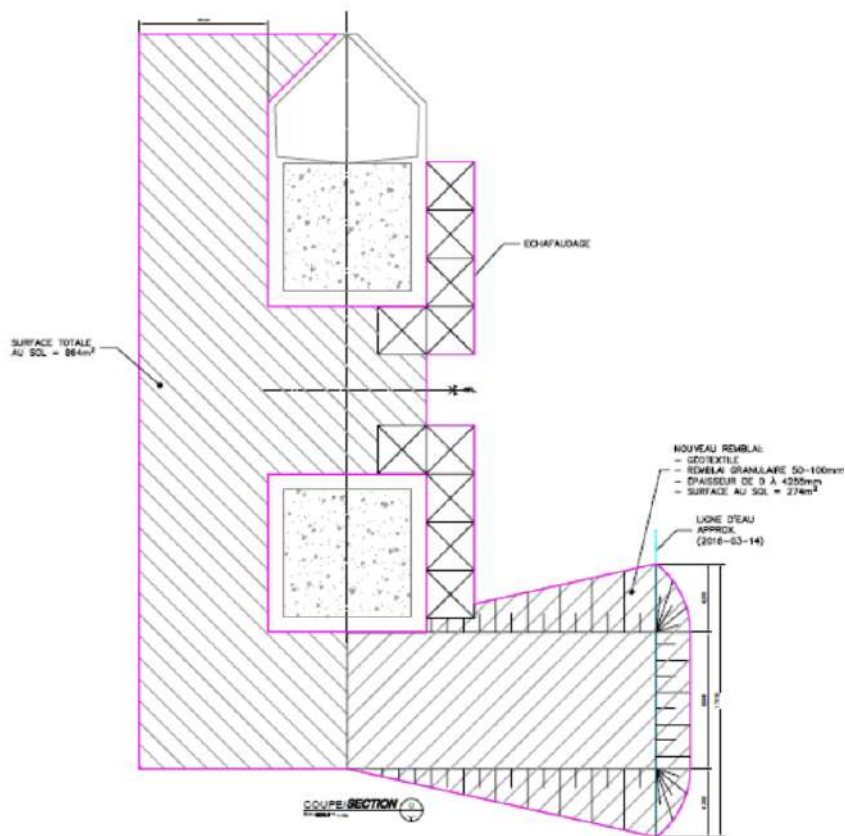 ECHAFAUDAGE
SURFACE TOTALE
AU SOL = 864m²
NOUVEAU REMBLAI:
- GÉOTEXTILE
- REMBLAI GRANULAIRE 50-100mm
- ÉPAISSEUR DE 0 À 4255mm
- SURFACE AU SOL = 274m²
LIGNE D'EAU
APPROX.
(2016-03-14)
COUPE/SECTION